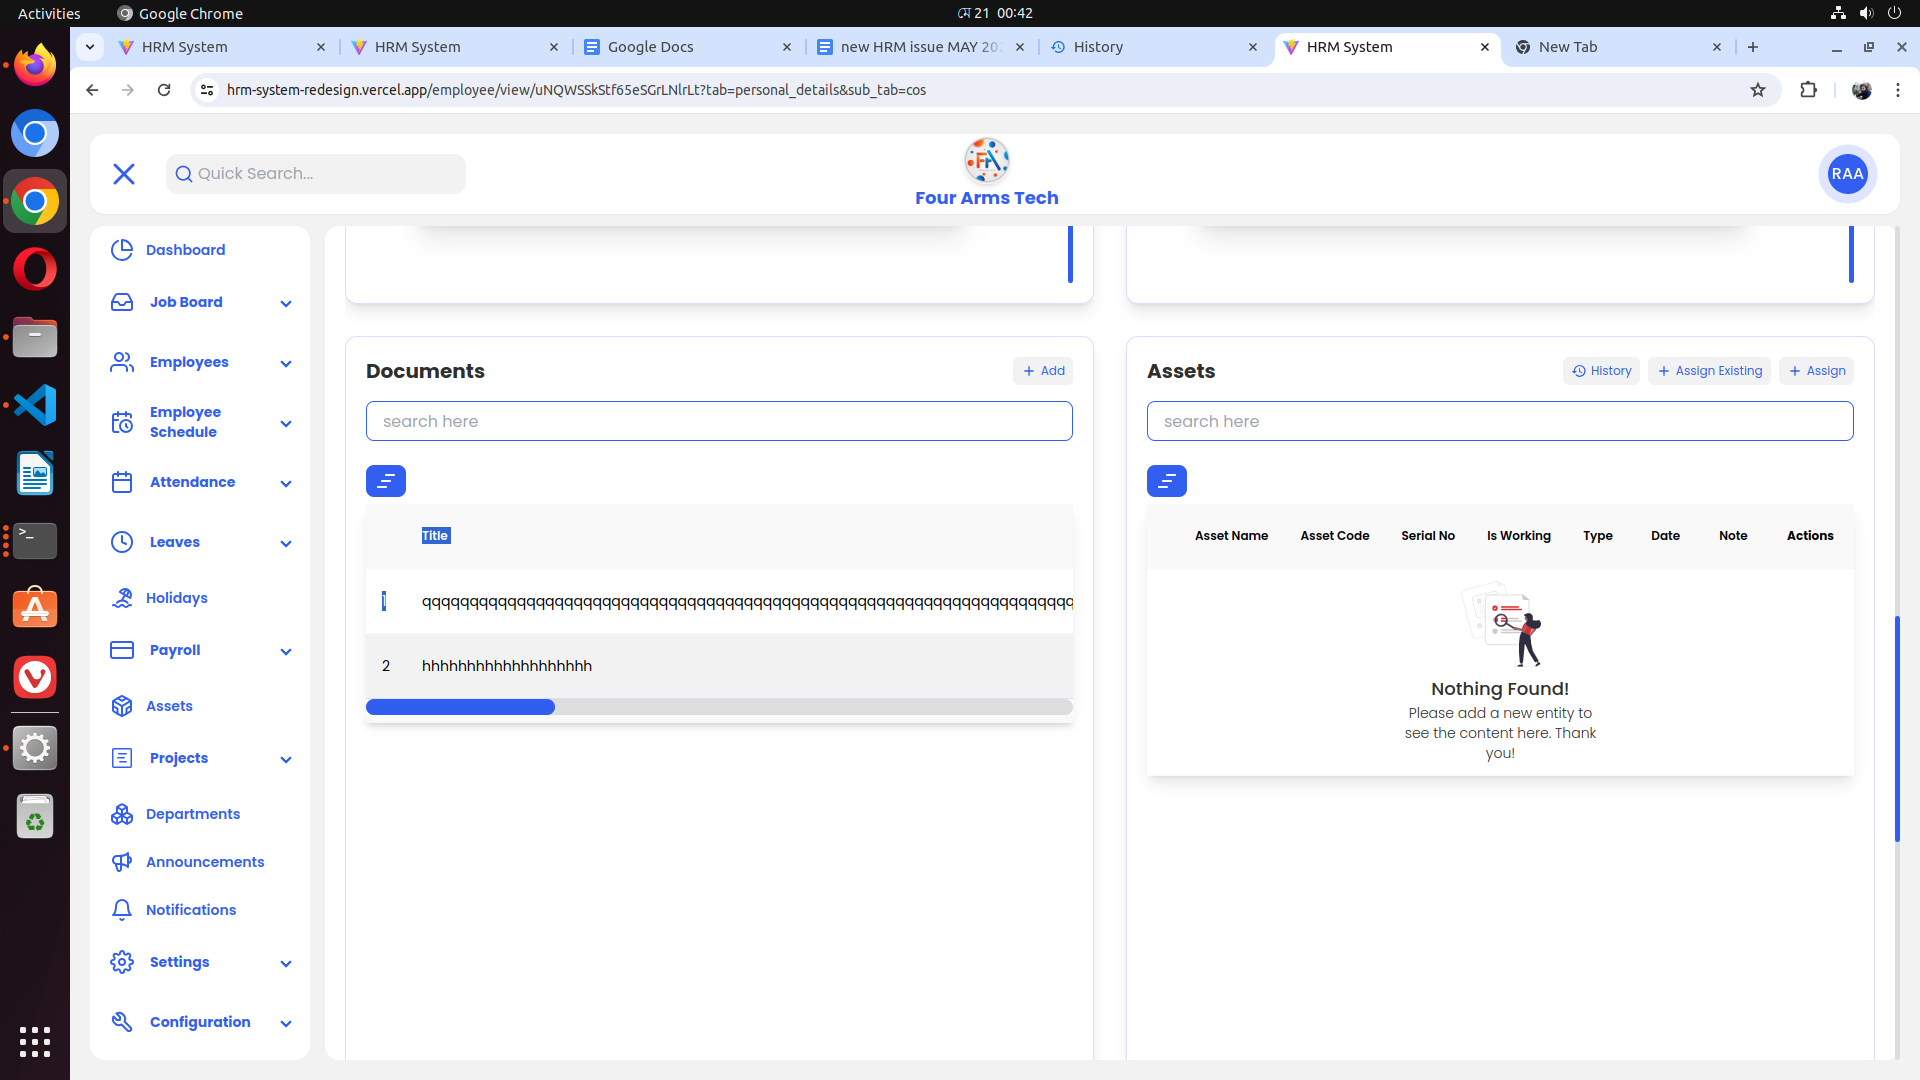 Activities
Google Chrome
মে 21 00:42
HRM System
HRM System
Google Docs
new HRM issue MAY 202
History
HRM System
New Tab
hrm-system-redesign.vercel.app/employee/view/uNQWSSkStf65eSGrLNlrLt?tab=personal_details&sub_tab=cos
Quick Search...
Four Arms Tech
RAA
Dashboard
Job Board
Employees
Employee
Schedule
Attendance
Leaves
Holidays
Payroll
Assets
Projects
Departments
Announcements
Notifications
Settings
Configuration
Documents
+ Add
search here
Title
1
2 hhhhhhhhhhhhhhhhhhh
Assets
History
+ Assign Existing
+ Assign
search here
Asset Name Asset Code Serial No Is Working Type Date Note Actions
Nothing Found!
Please add a new entity to
see the content here. Thank
you!